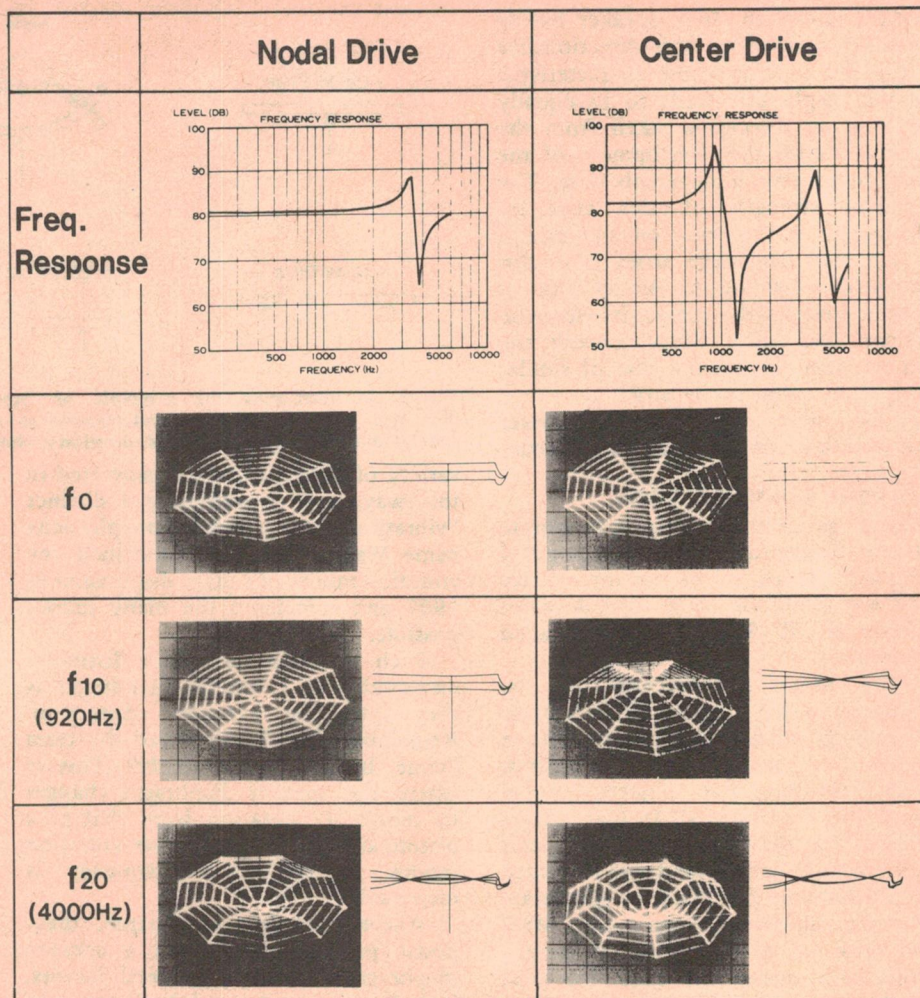 Nodal Drive
Center Drive
Freq.
Response
LEVEL (DB)
FREQUENCY RESPONSE
100
90
80
70
60
50
500 1000 2000 5000 10000
FREQUENCY (Hz)
LEVEL (DB)
FREQUENCY RESPONSE
100
90
80
70
60
50
500 1000 2000 5000 10000
FREQUENCY (Hz)
f0
f10
(920Hz)
f20
(4000Hz)